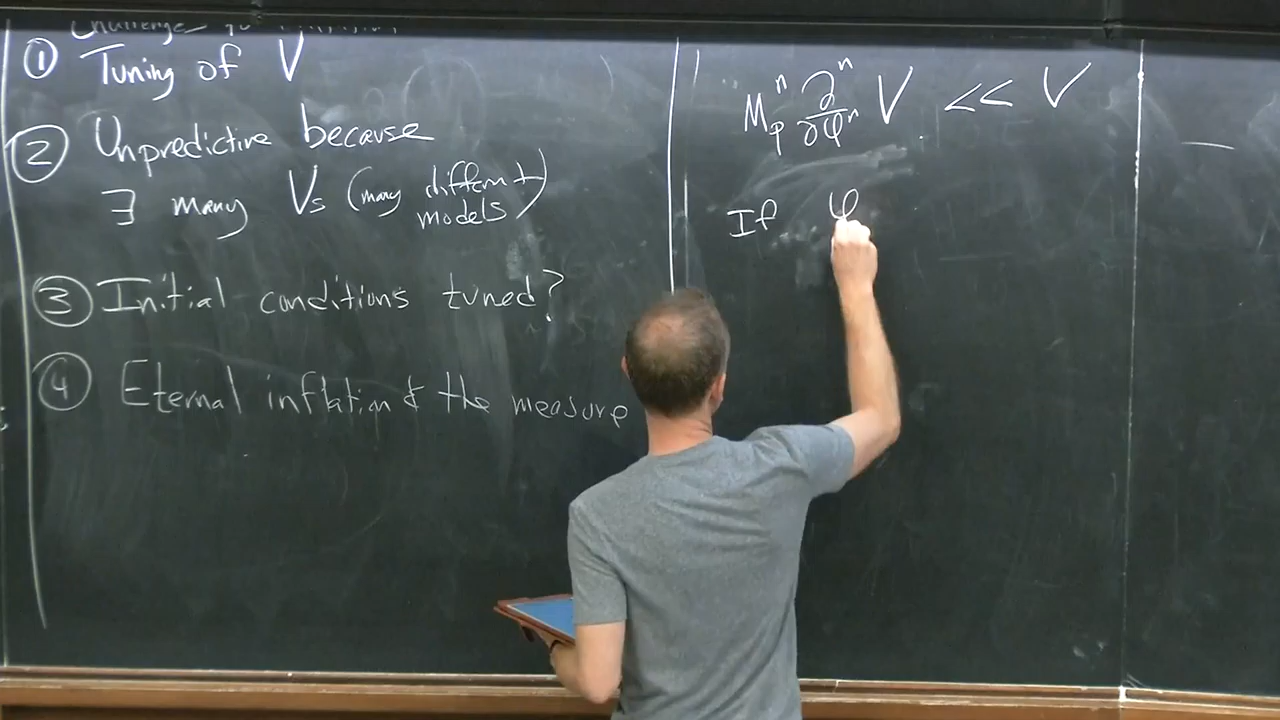 ① Tuning of V
② Unpredictive because
∃ many Vs (many different
models)
③ Initial conditions tuned?
④ Eternal inflation & the measure
M_p^n ∂^n/∂φ^n V << V
If φ